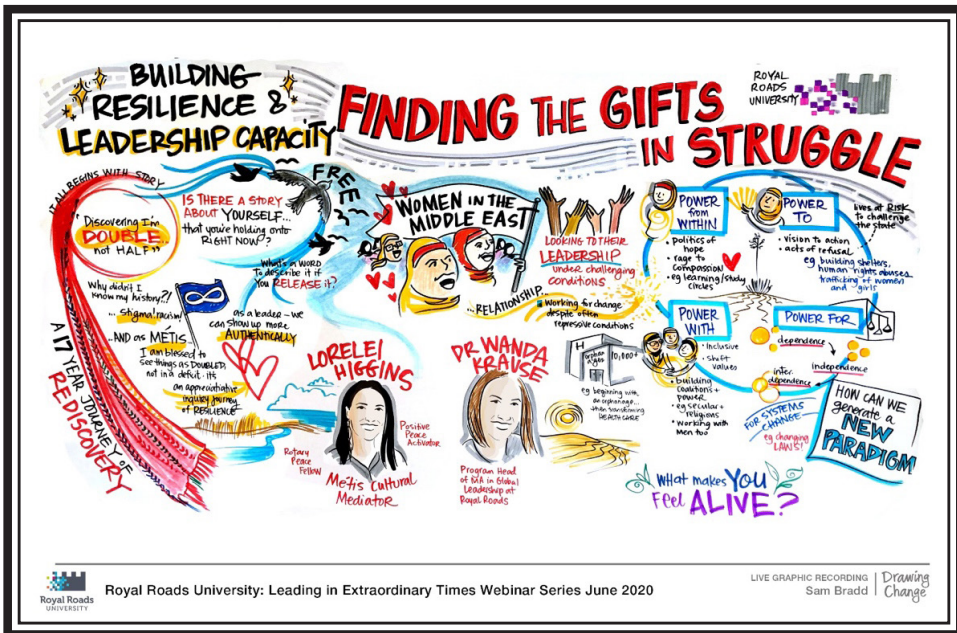 BUILDING
RESILIENCE &
LEADERSHIP CAPACITY
FINDING THE GIFTS
IN STRUGGLE
ROYAL
ROADS
UNIVERSITY
IT ALL BEGINS WITH STORY
"Discovering I'm
DOUBLE...
not HALF"
IS THERE A STORY
ABOUT YOURSELF...
that you're holding onto
RIGHT NOW?
FREE
What's a WORD
To describe it if
You RELEASE it?
Why didn't I
know my history?!
... stigma, racism!
...AND as MÉTIS...
I am blessed to
see things as DOUBLED,
not in a deficit. It's
an appreciative
inquiry journey
of RESILIENCE
as a leader - we
can show up more
AUTHENTICALLY
A 17 YEAR JOURNEY OF
REDISCOVERY
LORELEI
HIGGINS
Rotary
Peace
Fellow
Positive
Peace
Activator
Métis Cultural
Mediator
WOMEN IN THE
MIDDLE EAST
LOOKING TO THEIR
LEADERSHIP
under challenging
conditions
...RELATIONSHIP...
Working for change
despite often
repressive conditions
DR WANDA
KRAUSE
Program Head
of MA in Global
Leadership at
Royal Roads
H
orphanages
10,000+
eg beginning with
an orphanage...
then transforming
HEALTH CARE
POWER
from
WITHIN
• politics of
hope
• rage to
compassion
• eg learning/study
circles
POWER
TO
lives at RISK
to challenge
the state
• Vision to action
• acts of refusal
eg building shelters,
human rights abuses,
trafficking of women
and girls
POWER
WITH
• Inclusive
• Shift
values
• building
coalitions +
power
• eg secular +
religions
• Working with
Men too
POWER FOR
dependence
independence
inter
dependence
FOR SYSTEMS
CHANGE
eg changing
LAWS!
HOW CAN WE
generate a
NEW
PARADIGM
WHAT makes YOU
Feel ALIVE?
Royal Roads
UNIVERSITY
Royal Roads University: Leading in Extraordinary Times Webinar Series June 2020
LIVE GRAPHIC RECORDING
Sam Bradd
Drawing
Change